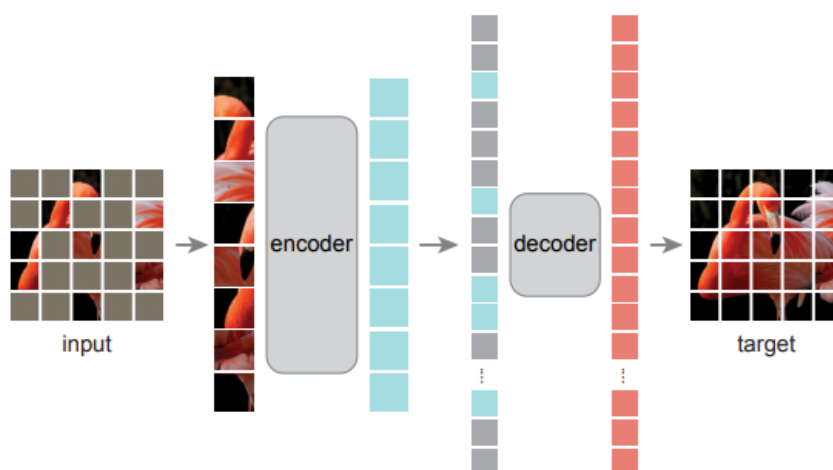 input
encoder
decoder
target